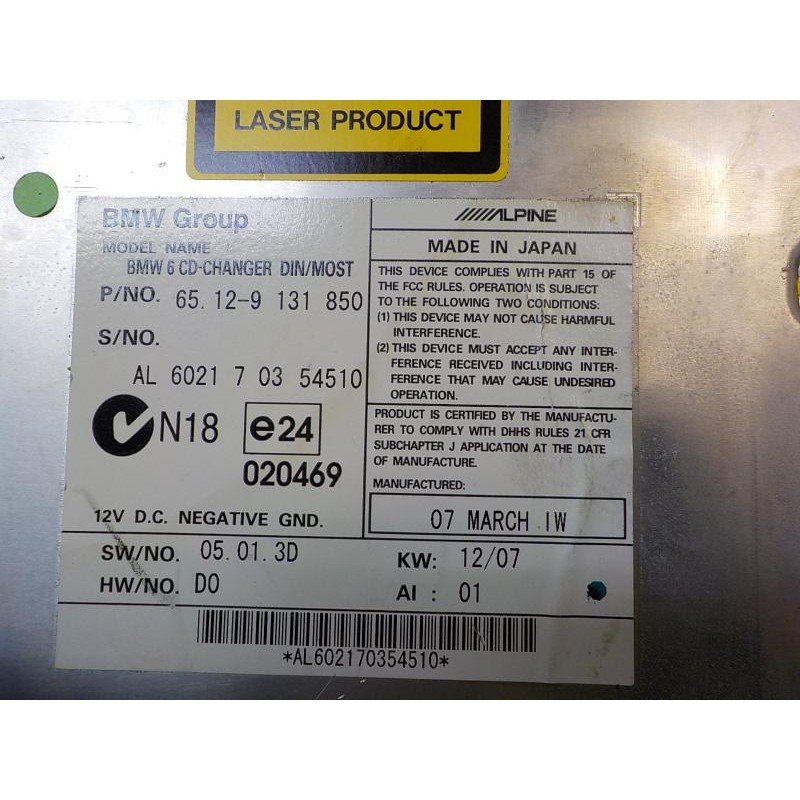 LASER PRODUCT
BMW Group
MODEL NAME
BMW 6 CD-CHANGER DIN/MOST
P/NO. 65.12-9 131 850
S/NO.
AL 6021 7 03 54510
N18 e24
020469
12V D.C. NEGATIVE GND.
ALPINE
MADE IN JAPAN
THIS DEVICE COMPLIES WITH PART 15 OF
THE FCC RULES. OPERATION IS SUBJECT
TO THE FOLLOWING TWO CONDITIONS:
(1) THIS DEVICE MAY NOT CAUSE HARMFUL
INTERFERENCE.
(2) THIS DEVICE MUST ACCEPT ANY INTER-
FERENCE RECEIVED INCLUDING INTER-
FERENCE THAT MAY CAUSE UNDESIRED
OPERATION.
PRODUCT IS CERTIFIED BY THE MANUFACTU-
RER TO COMPLY WITH DHHS RULES 21 CFR
SUBCHAPTER J APPLICATION AT THE DATE
OF MANUFACTURE.
MANUFACTURED:
07 MARCH IW
SW/NO. 05.01.3D KW: 12/07
HW/NO. D0 AI : 01
*AL602170354510*